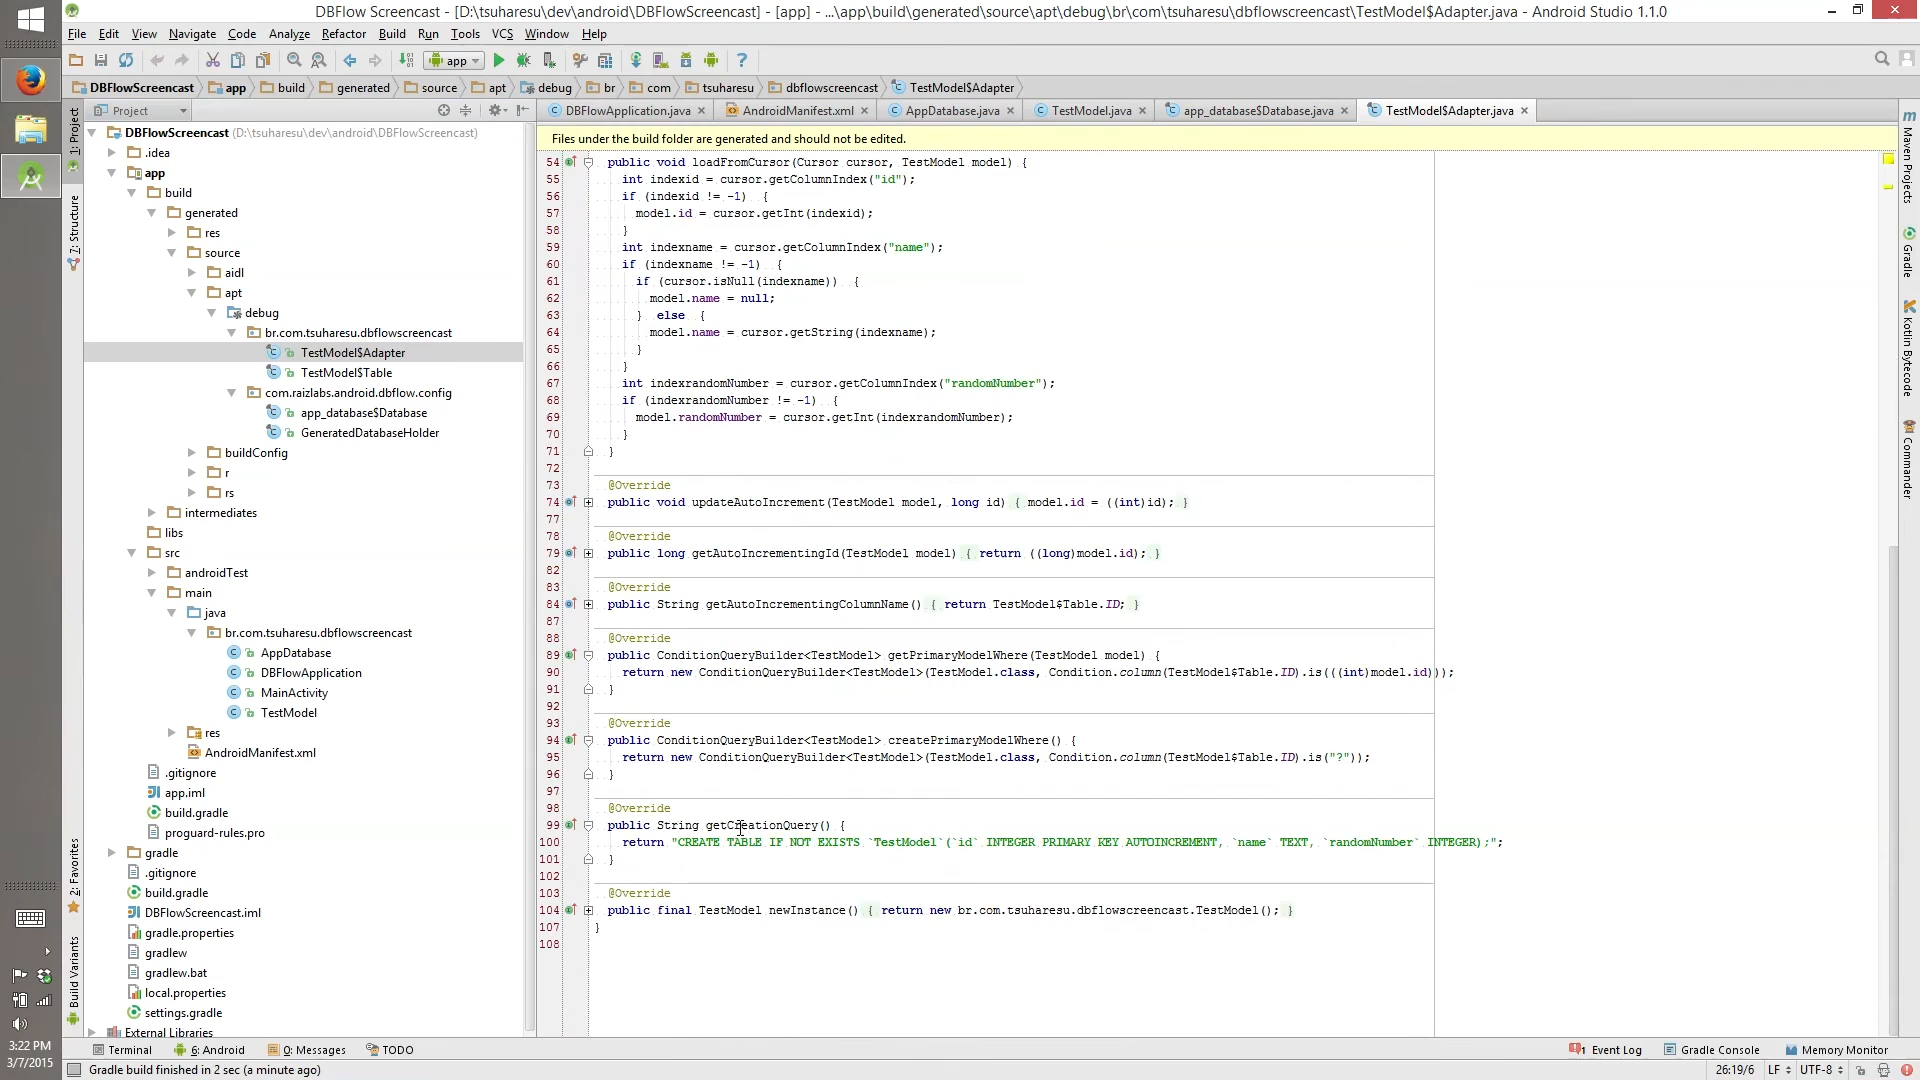 DBFlow Screencast - [D:\tsuharesu\dev\android\DBFlowScreencast] - [app] - ...\app\build\generated\source\apt\debug\br\com\tsuharesu\dbflowscreencast\TestModel$Adapter.java - Android Studio 1.1.0
File Edit View Navigate Code Analyze Refactor Build Run Tools VCS Window Help
app
DBFlowScreencast app build generated source apt debug br com tsuharesu dbflowscreencast TestModel$Adapter
Project
DBFlowApplication.java AndroidManifest.xml AppDatabase.java TestModel.java app_database$Database.java TestModel$Adapter.java
Files under the build folder are generated and should not be edited.
1: Project
7: Structure
2: Favorites
Build Variants
DBFlowScreencast (D:\tsuharesu\dev\android\DBFlowScreencast)
.idea
app
build
generated
res
source
aidl
apt
debug
br.com.tsuharesu.dbflowscreencast
TestModel$Adapter
TestModel$Table
com.raizlabs.android.dbflow.config
app_database$Database
GeneratedDatabaseHolder
buildConfig
r
rs
intermediates
libs
src
androidTest
main
java
br.com.tsuharesu.dbflowscreencast
AppDatabase
DBFlowApplication
MainActivity
TestModel
res
AndroidManifest.xml
.gitignore
app.iml
build.gradle
proguard-rules.pro
gradle
.gitignore
build.gradle
DBFlowScreencast.iml
gradle.properties
gradlew
gradlew.bat
local.properties
settings.gradle
External Libraries
54 public void loadFromCursor(Cursor cursor, TestModel model) {
55 int indexid = cursor.getColumnIndex("id");
56 if (indexid != -1) {
57 model.id = cursor.getInt(indexid);
58 }
59 int indexname = cursor.getColumnIndex("name");
60 if (indexname != -1) {
61 if (cursor.isNull(indexname)) {
62 model.name = null;
63 } else {
64 model.name = cursor.getString(indexname);
65 }
66 }
67 int indexrandomNumber = cursor.getColumnIndex("randomNumber");
68 if (indexrandomNumber != -1) {
69 model.randomNumber = cursor.getInt(indexrandomNumber);
70 }
71 }
72
73 @Override
74 public void updateAutoIncrement(TestModel model, long id) { model.id = ((int)id); }
77
78 @Override
79 public long getAutoIncrementingId(TestModel model) { return ((long)model.id); }
82
83 @Override
84 public String getAutoIncrementingColumnName() { return TestModel$Table.ID; }
87
88 @Override
89 public ConditionQueryBuilder<TestModel> getPrimaryModelWhere(TestModel model) {
90 return new ConditionQueryBuilder<TestModel>(TestModel.class, Condition.column(TestModel$Table.ID).is(((int)model.id)));
91 }
92
93 @Override
94 public ConditionQueryBuilder<TestModel> createPrimaryModelWhere() {
95 return new ConditionQueryBuilder<TestModel>(TestModel.class, Condition.column(TestModel$Table.ID).is("?"));
96 }
97
98 @Override
99 public String getCreationQuery() {
100 return "CREATE TABLE IF NOT EXISTS `TestModel`(`id` INTEGER PRIMARY KEY AUTOINCREMENT, `name` TEXT, `randomNumber` INTEGER);";
101 }
102
103 @Override
104 public final TestModel newInstance() { return new br.com.tsuharesu.dbflowscreencast.TestModel(); }
107 }
108
Maven Projects
Gradle
Kotlin Bytecode
Commander
Terminal 6: Android 0: Messages TODO
1 Event Log Gradle Console Memory Monitor
Gradle build finished in 2 sec (a minute ago)
26:19/6 LF UTF-8
3:22 PM
3/7/2015